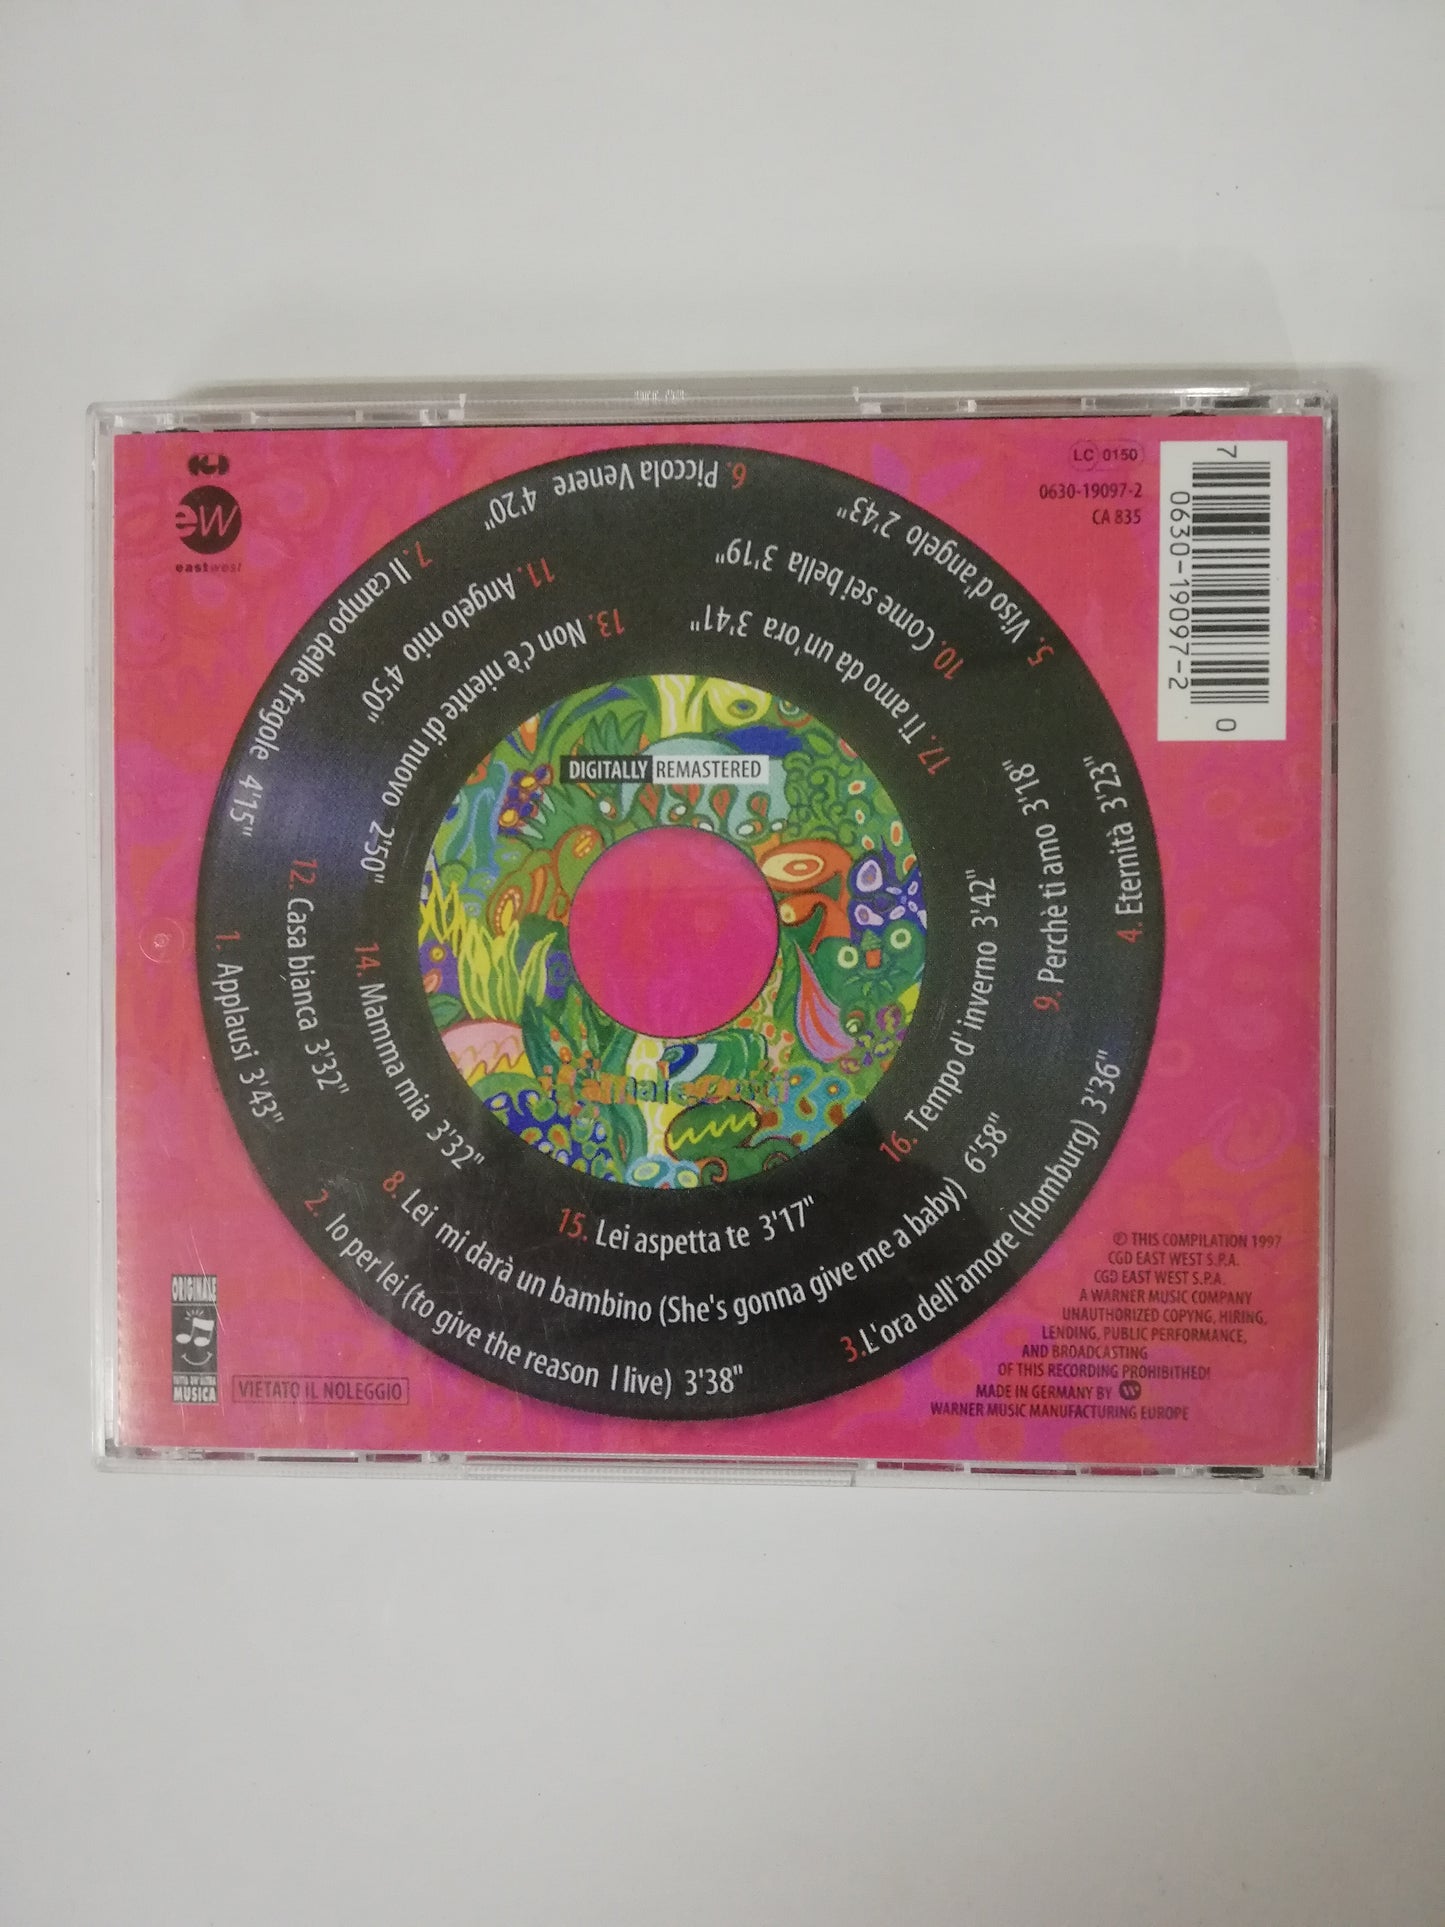 eW
eastwest
LC 0150
0630-19097-2
CA 835
7
0630-19097-2
0
1. Applausi 3'43"
2. Io per lei (to give the reason I live) 3'38"
3. L'ora dell'amore (Homburg) 3'36"
4. Eternità 3'23"
5. Viso d'angelo 2'43"
6. Piccola Venere 4'20"
7. Il campo delle fragole 4'15"
8. Lei mi darà un bambino (She's gonna give me a baby) 6'58"
9. Perchè ti amo 3'18"
10. Come sei bella 3'19"
11. Angelo mio 4'50"
12. Casa bianca 3'32"
13. Non c'è niente di nuovo 2'50"
14. Mamma mia 3'32"
15. Lei aspetta te 3'17"
16. Tempo d' inverno 3'42"
17. Ti amo da un'ora 3'41"
DIGITALLY REMASTERED
i Camaleonti
ORIGINALE
TUTTA UN'ALTRA
MUSICA
VIETATO IL NOLEGGIO
℗ THIS COMPILATION 1997
CGD EAST WEST S.P.A.
CGD EAST WEST S.P.A.
A WARNER MUSIC COMPANY
UNAUTHORIZED COPYNG, HIRING,
LENDING, PUBLIC PERFORMANCE,
AND BROADCASTING
OF THIS RECORDING PROHIBITHED!
MADE IN GERMANY BY
WARNER MUSIC MANUFACTURING EUROPE